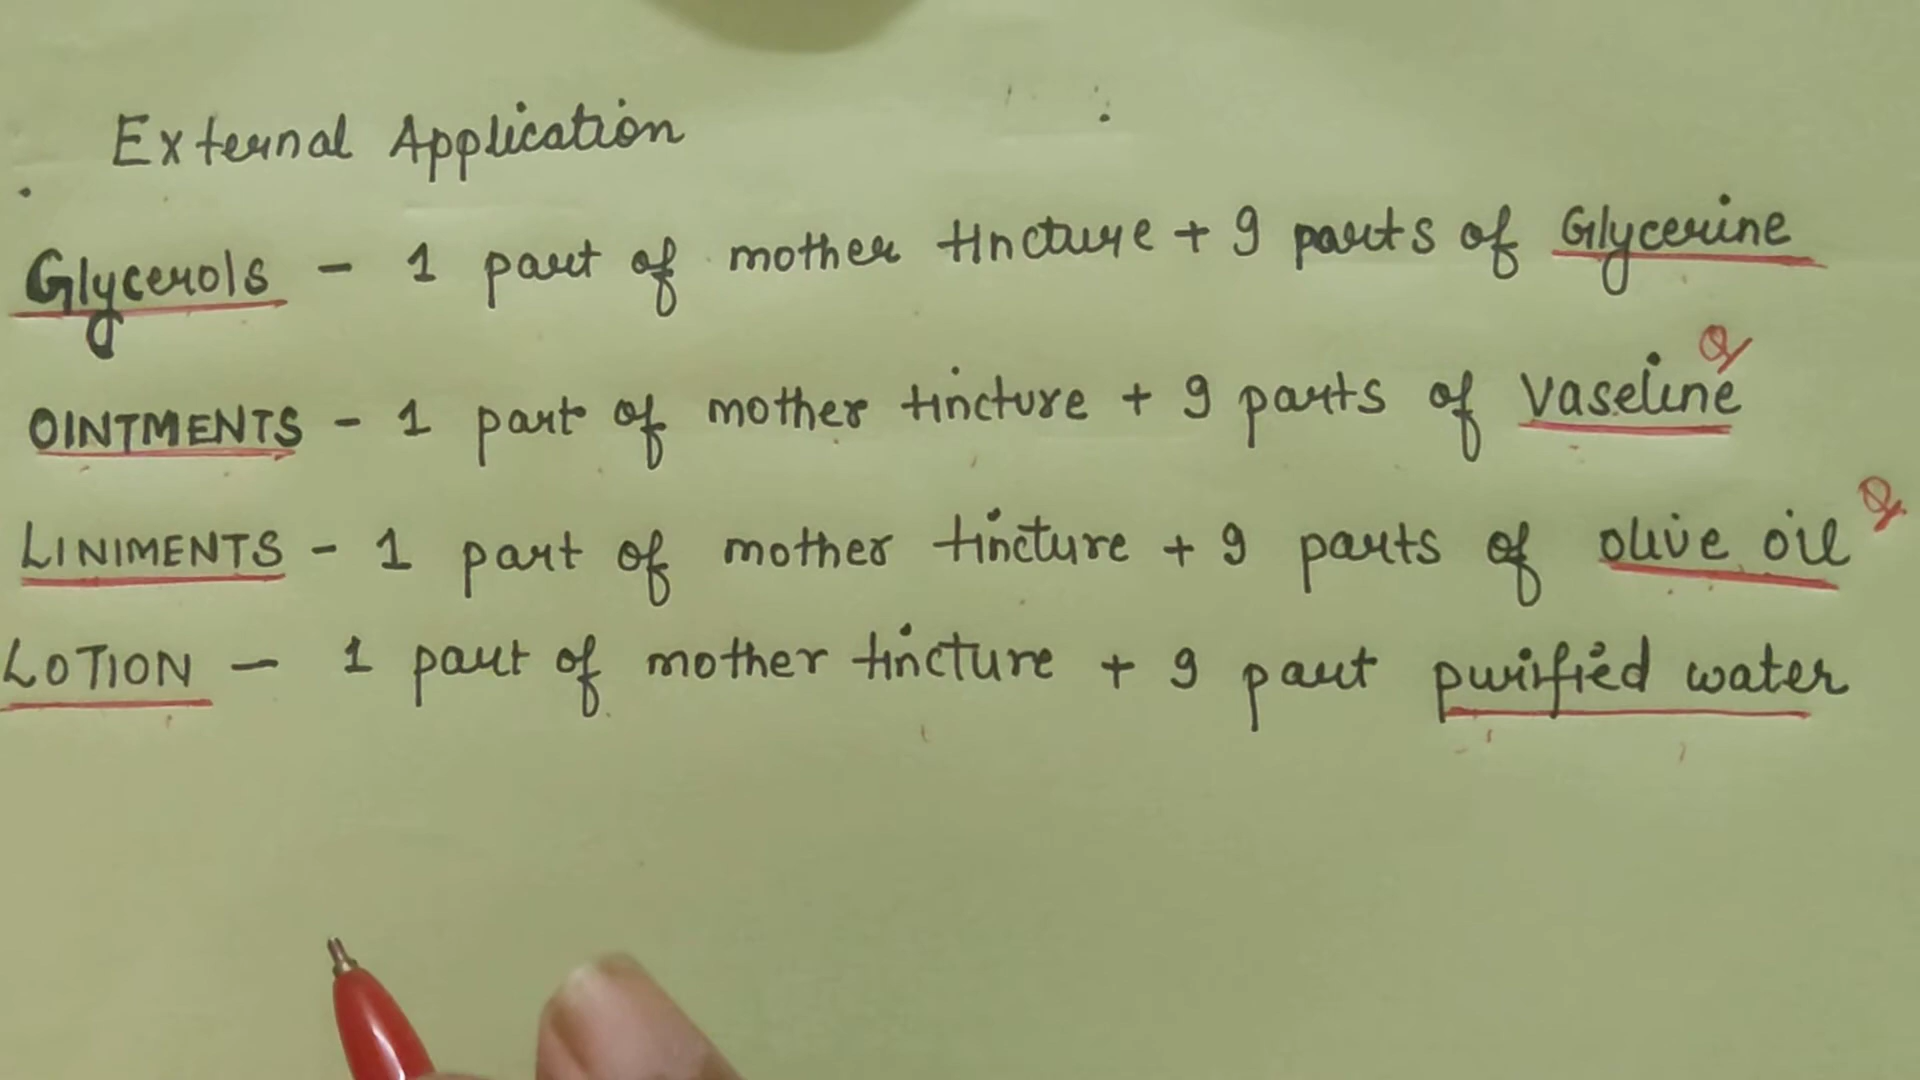 External Application
Glycerols - 1 part of mother tincture + 9 parts of Glycerine
OINTMENTS - 1 part of mother tincture + 9 parts of Vaseline Q
LINIMENTS - 1 part of mother tincture + 9 parts of olive oil Q
LOTION - 1 part of mother tincture + 9 part purified water